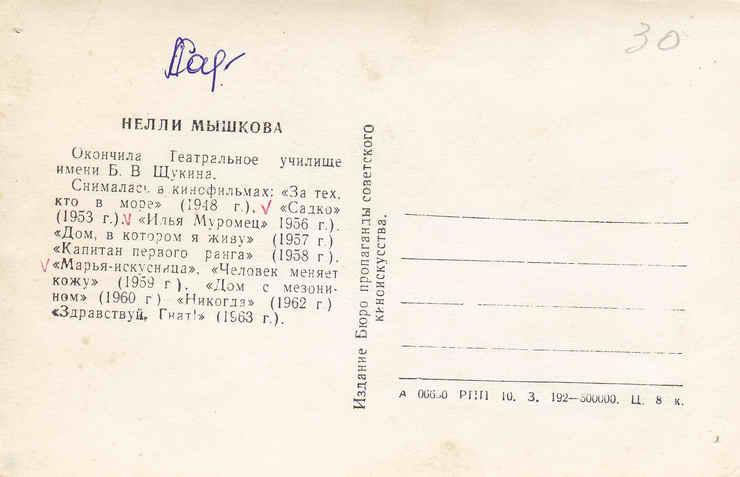 30
НЕЛЛИ МЫШКОВА
Окончила Театральное училище
имени Б. В Щукина.
Снималась в кинофильмах: «За тех,
кто в море» (1948 г.), «Садко»
(1953 г.), «Илья Муромец» 1956 г.).
«Дом, в котором я живу» (1957 г)
«Капитан первого ранга» (1958 г).
«Марья-искусница», «Человек меняет
кожу» (1959 г). «Дом с мезони-
ном» (1960 г) «Никогда» (1962 г)
«Здравствуй, Гнат!» (1963 г.).
Издание Бюро пропаганды советского
киноискусства.
А РПП 10. З. 192—500000. Ц. 8 к.